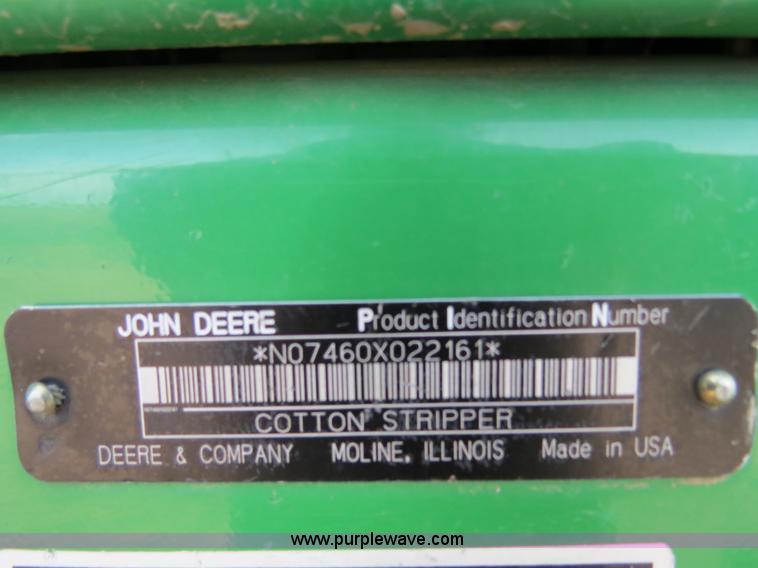 JOHN DEERE Product Identification Number
*N07460X022161*
COTTON STRIPPER
DEERE & COMPANY MOLINE, ILLINOIS Made in USA
www.purplewave.com